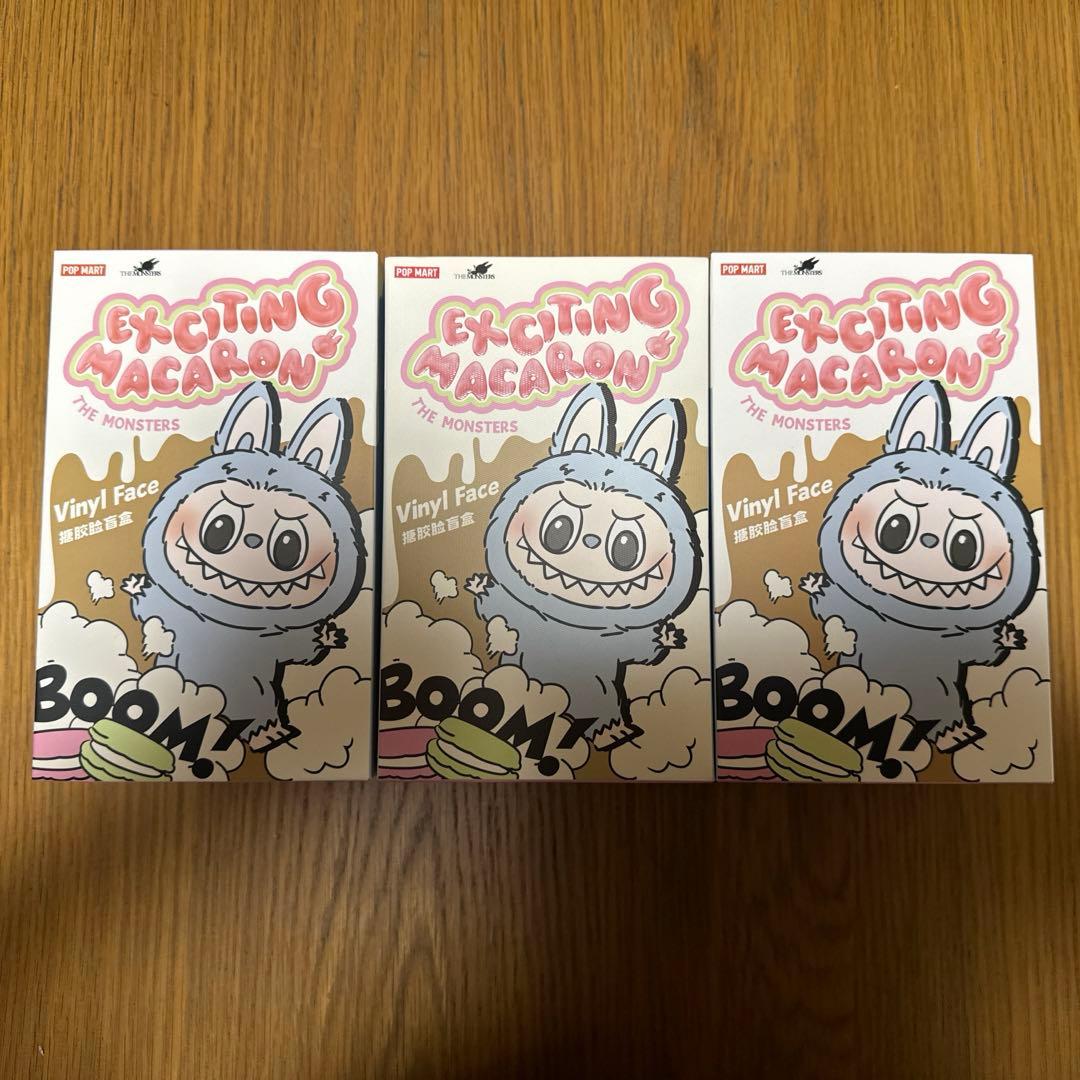 POP MART
THE MONSTERS
EXCITING
MACARON
THE MONSTERS
Vinyl Face
搪胶脸盲盒
BOOM!
POP MART
THE MONSTERS
EXCITING
MACARON
THE MONSTERS
Vinyl Face
搪胶脸盲盒
BOOM!
POP MART
THE MONSTERS
EXCITING
MACARON
THE MONSTERS
Vinyl Face
搪胶脸盲盒
BOOM!